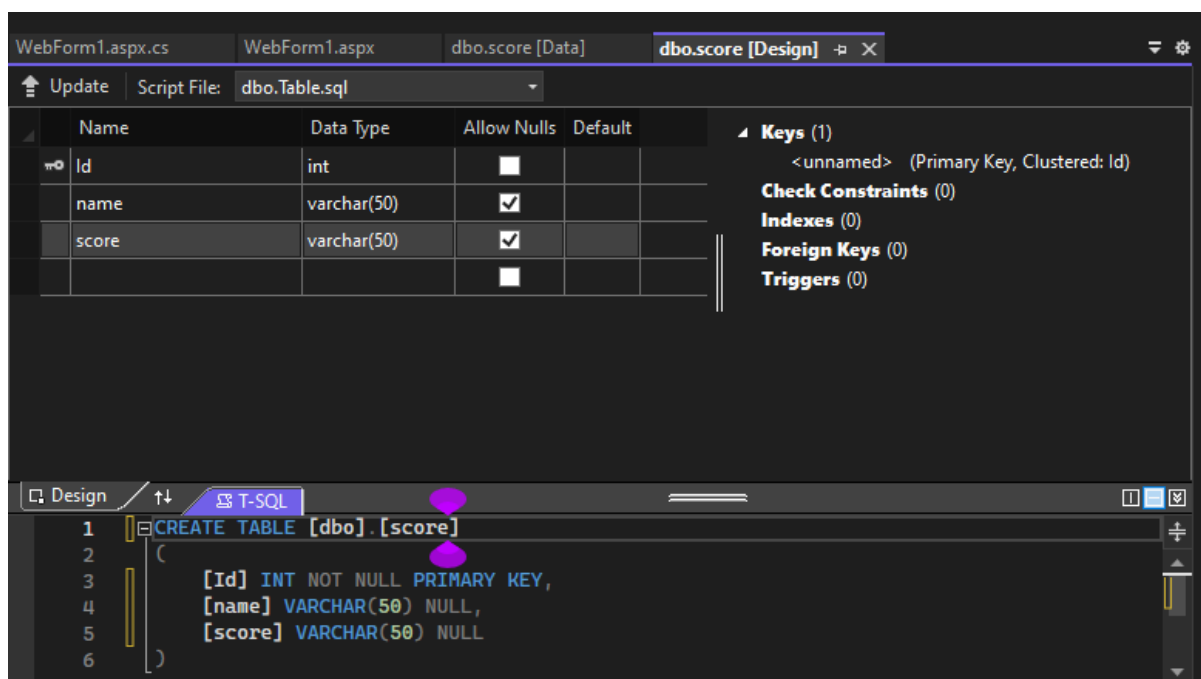 WebForm1.aspx.cs WebForm1.aspx dbo.score [Data] dbo.score [Design]
Update Script File: dbo.Table.sql
Name Data Type Allow Nulls Default
Id int
name varchar(50)
score varchar(50)
Keys (1)
<unnamed> (Primary Key, Clustered: Id)
Check Constraints (0)
Indexes (0)
Foreign Keys (0)
Triggers (0)
Design T-SQL
1 CREATE TABLE [dbo].[score]
2 (
3 [Id] INT NOT NULL PRIMARY KEY,
4 [name] VARCHAR(50) NULL,
5 [score] VARCHAR(50) NULL
6 )